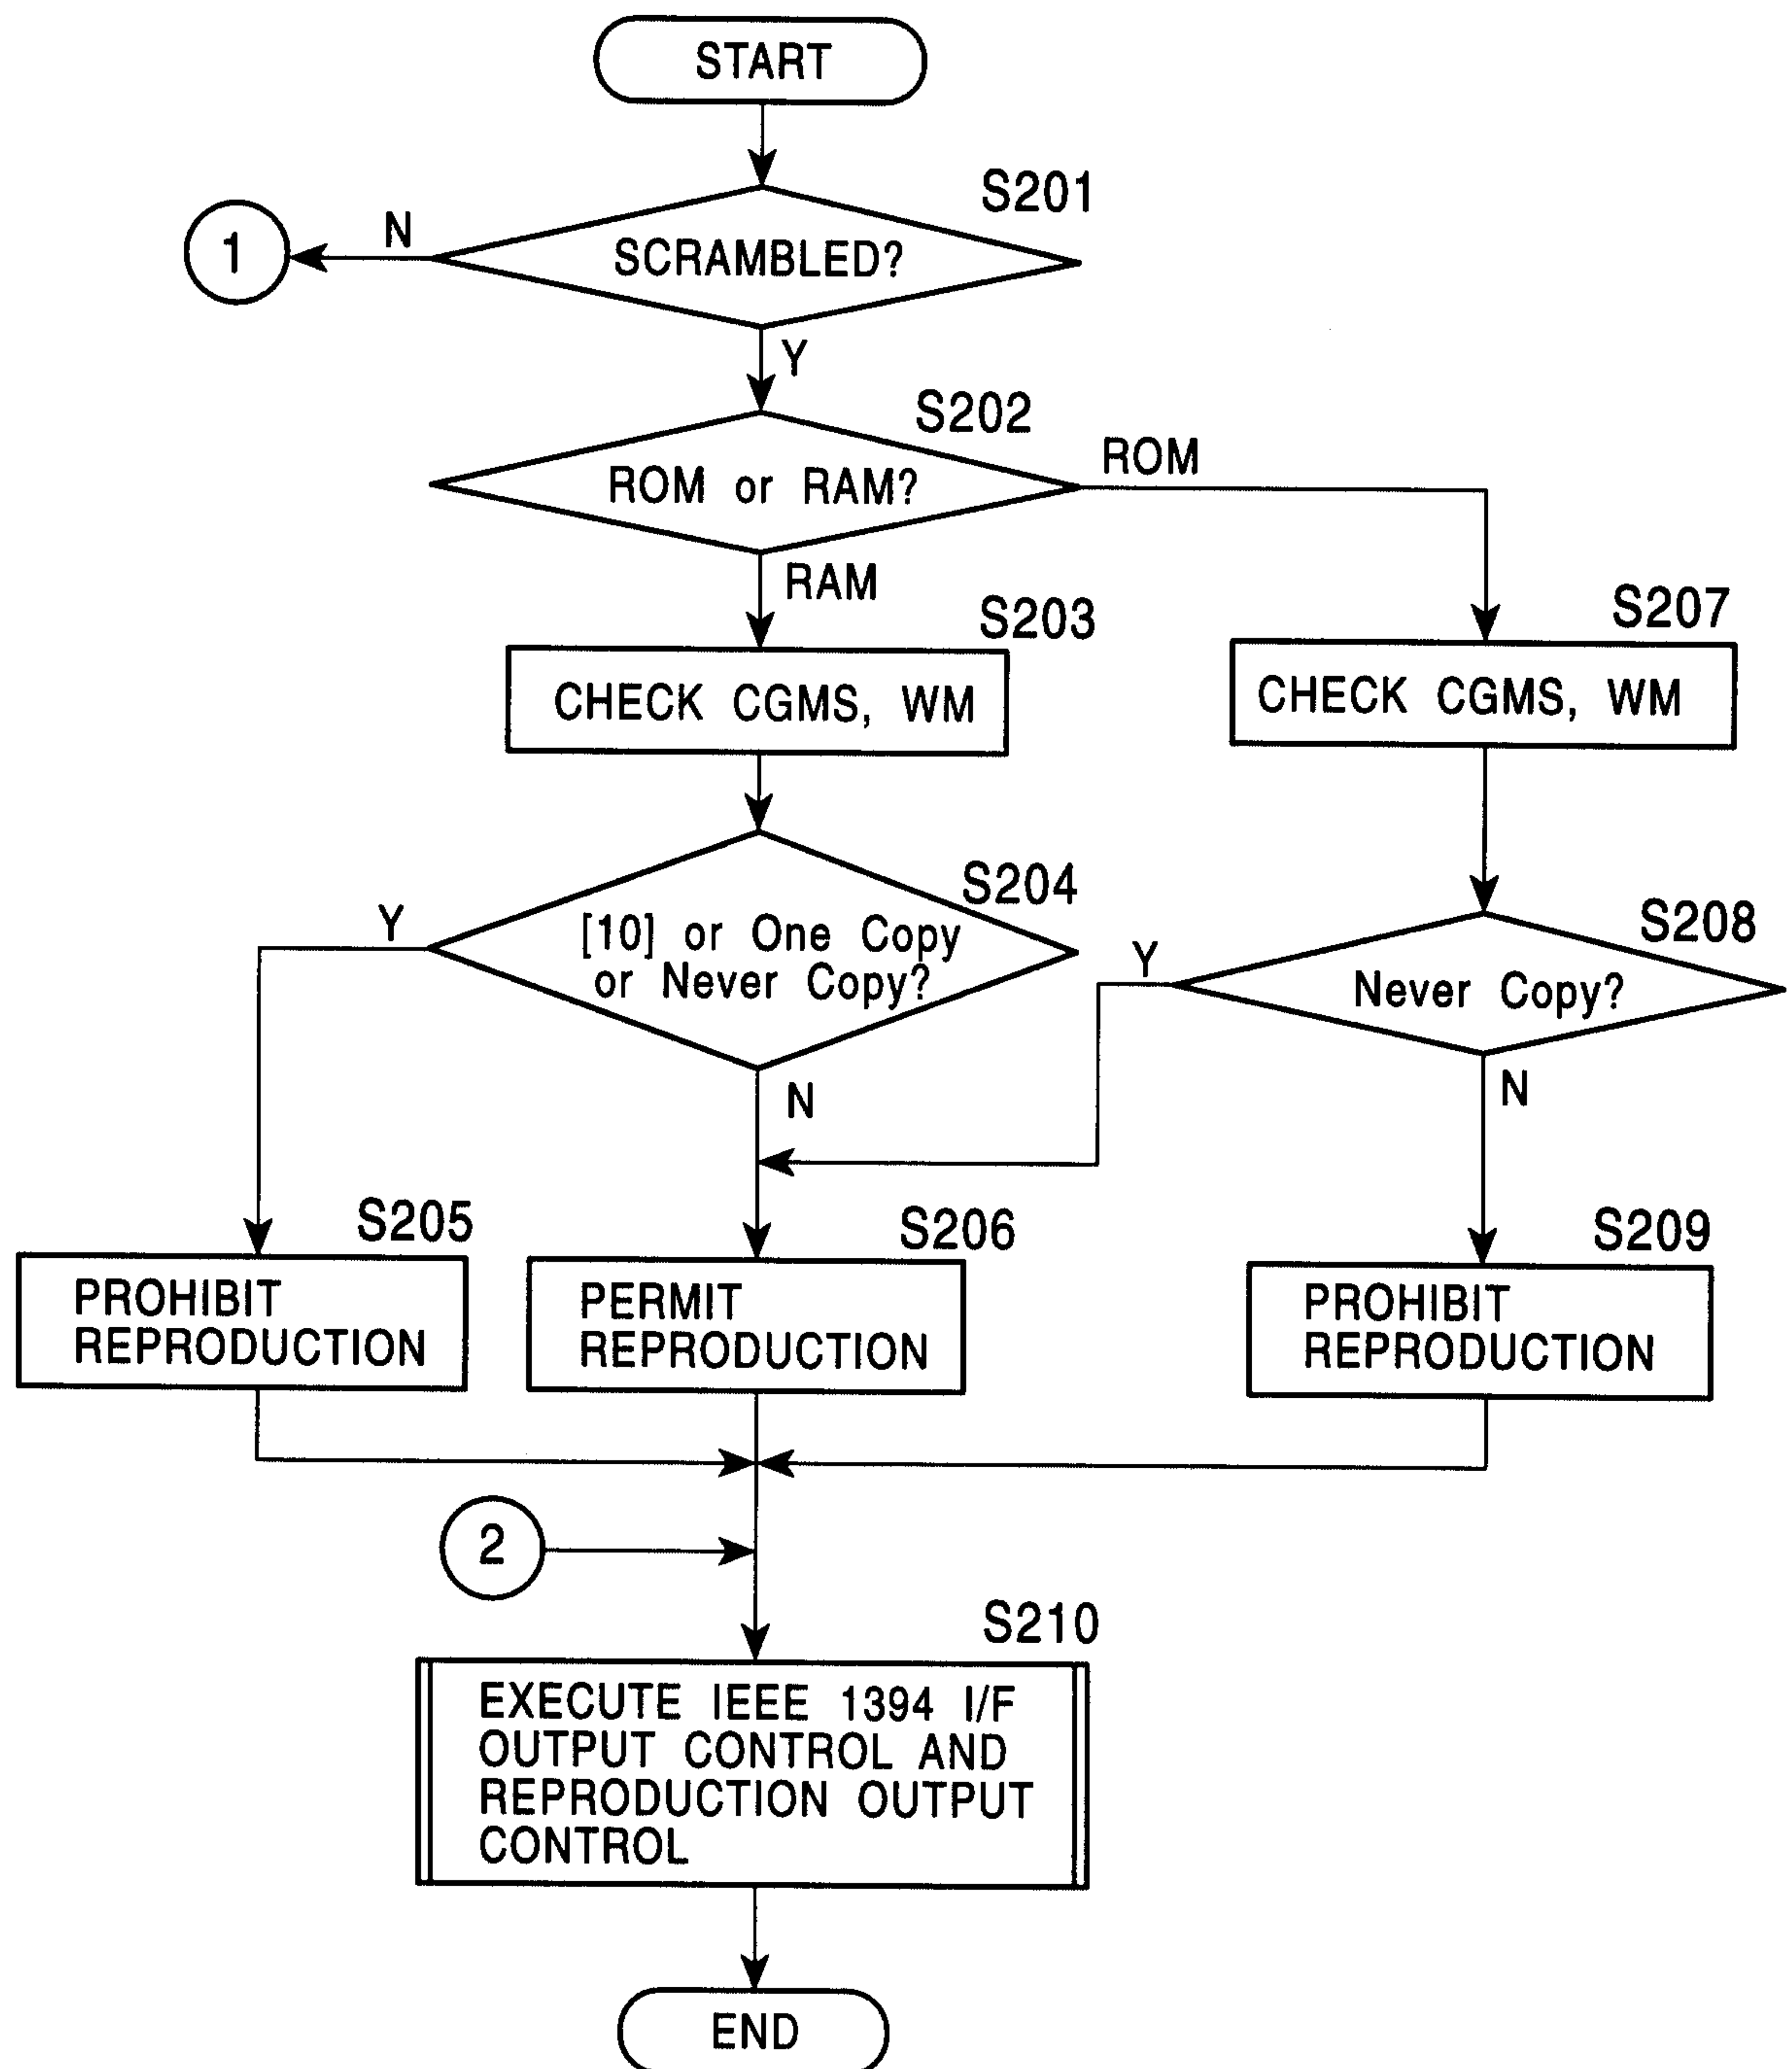 START
S201
1
N
SCRAMBLED?
Y
S202
ROM
ROM or RAM?
RAM
S203
S207
CHECK CGMS, WM
CHECK CGMS, WM
S204
Y
[10] or One Copy
or Never Copy?
N
S208
Y
Never Copy?
N
S205
S206
S209
PROHIBIT
REPRODUCTION
PERMIT
REPRODUCTION
PROHIBIT
REPRODUCTION
2
S210
EXECUTE IEEE 1394 I/F
OUTPUT CONTROL AND
REPRODUCTION OUTPUT
CONTROL
END